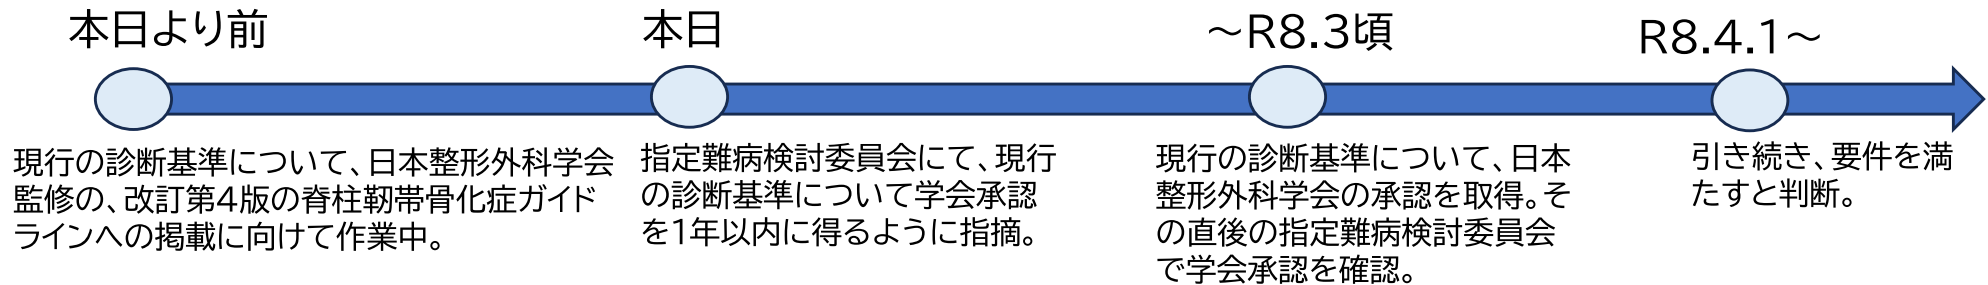 本日より前
現行の診断基準について、日本整形外科学会
監修の、改訂第4版の脊柱靭帯骨化症ガイド
ラインへの掲載に向けて作業中。
本日
指定難病検討委員会にて、現行
の診断基準について学会承認
を1年以内に得るように指摘。
～R8.3頃
現行の診断基準について、日本
整形外科学会の承認を取得。そ
の直後の指定難病検討委員会
で学会承認を確認。
R8.4.1～
引き続き、要件を満
たすと判断。